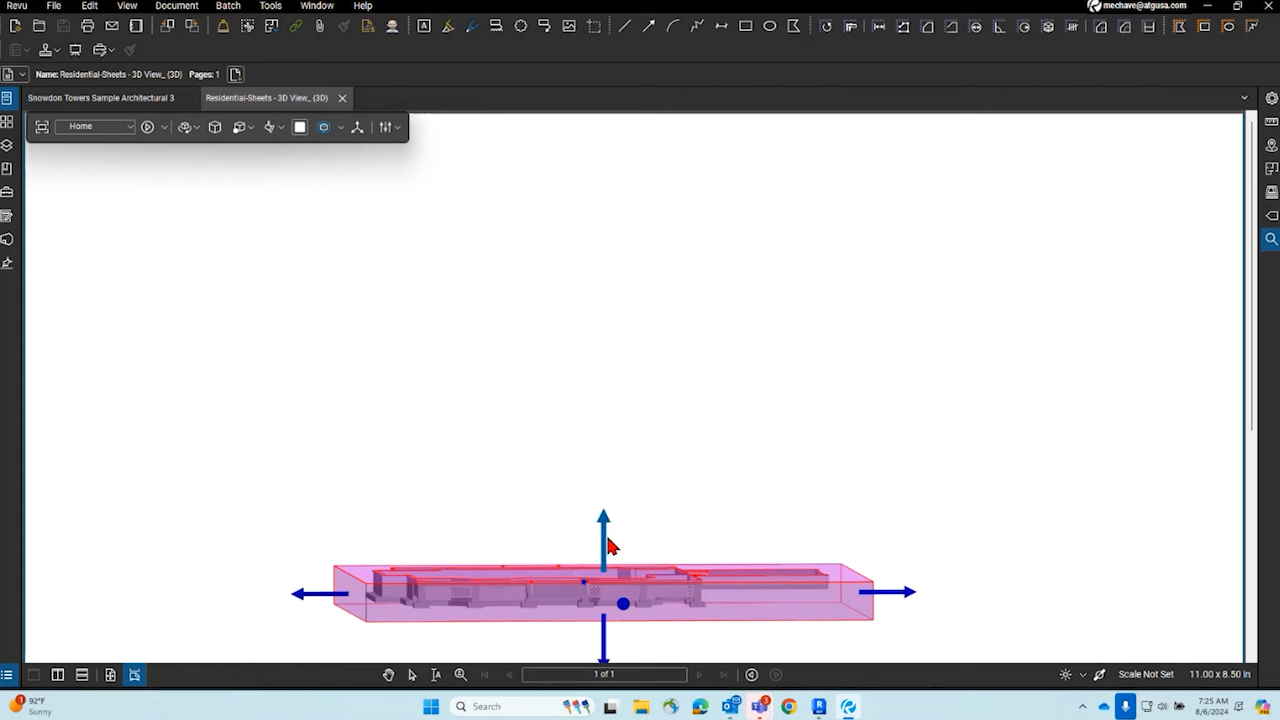 Revu File Edit View Document Batch Tools Window Help mechave@atgusa.com
Name: Residential-Sheets - 3D View_ (3D) Pages: 1
Snowdon Towers Sample Architectural 3 Residential-Sheets - 3D View_ (3D)
Home
1 of 1 Scale Not Set 11.00 x 8.50 in
92°F
Sunny
Search
7:25 AM
8/6/2024